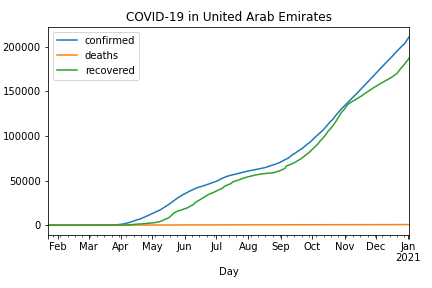 COVID-19 in United Arab Emirates
confirmed
deaths
recovered
200000
150000
100000
50000
0
Feb Mar Apr May Jun Jul Aug Sep Oct Nov Dec Jan
2021
Day